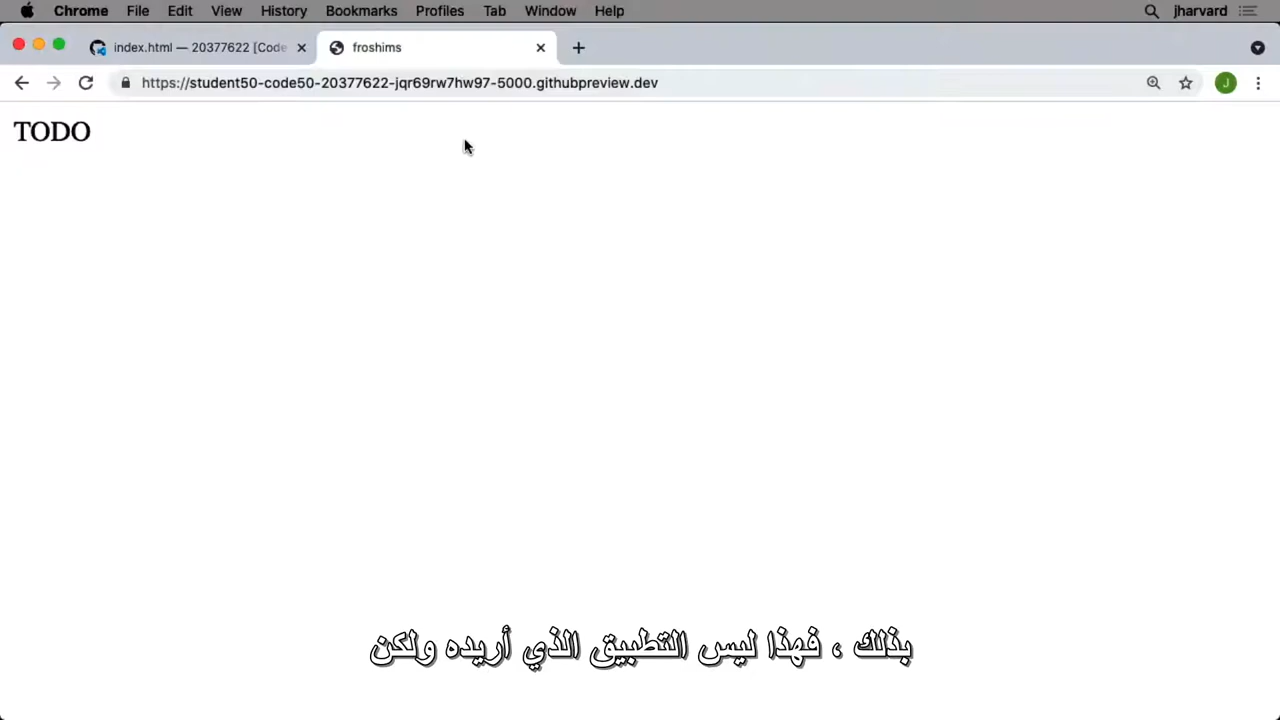 Chrome File Edit View History Bookmarks Profiles Tab Window Help jharvard
index.html — 20377622 [Code froshims
https://student50-code50-20377622-jqr69rw7hw97-5000.githubpreview.dev J
TODO
بذلك ، فهذا ليس التطبيق الذي أريده ولكن